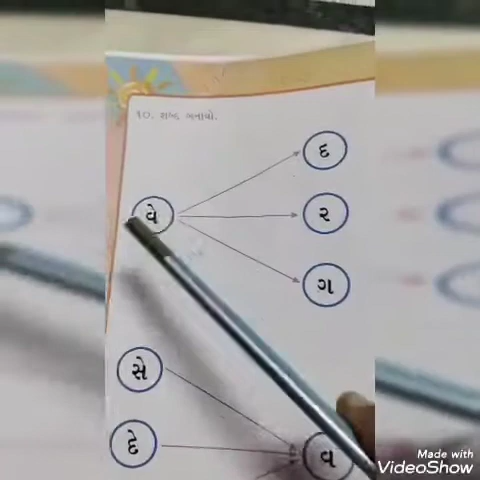 ૧૦. શબ્દ બનાવો.
દ
વે
ર
ગ
સે
દે
વ
Made with
VideoShow